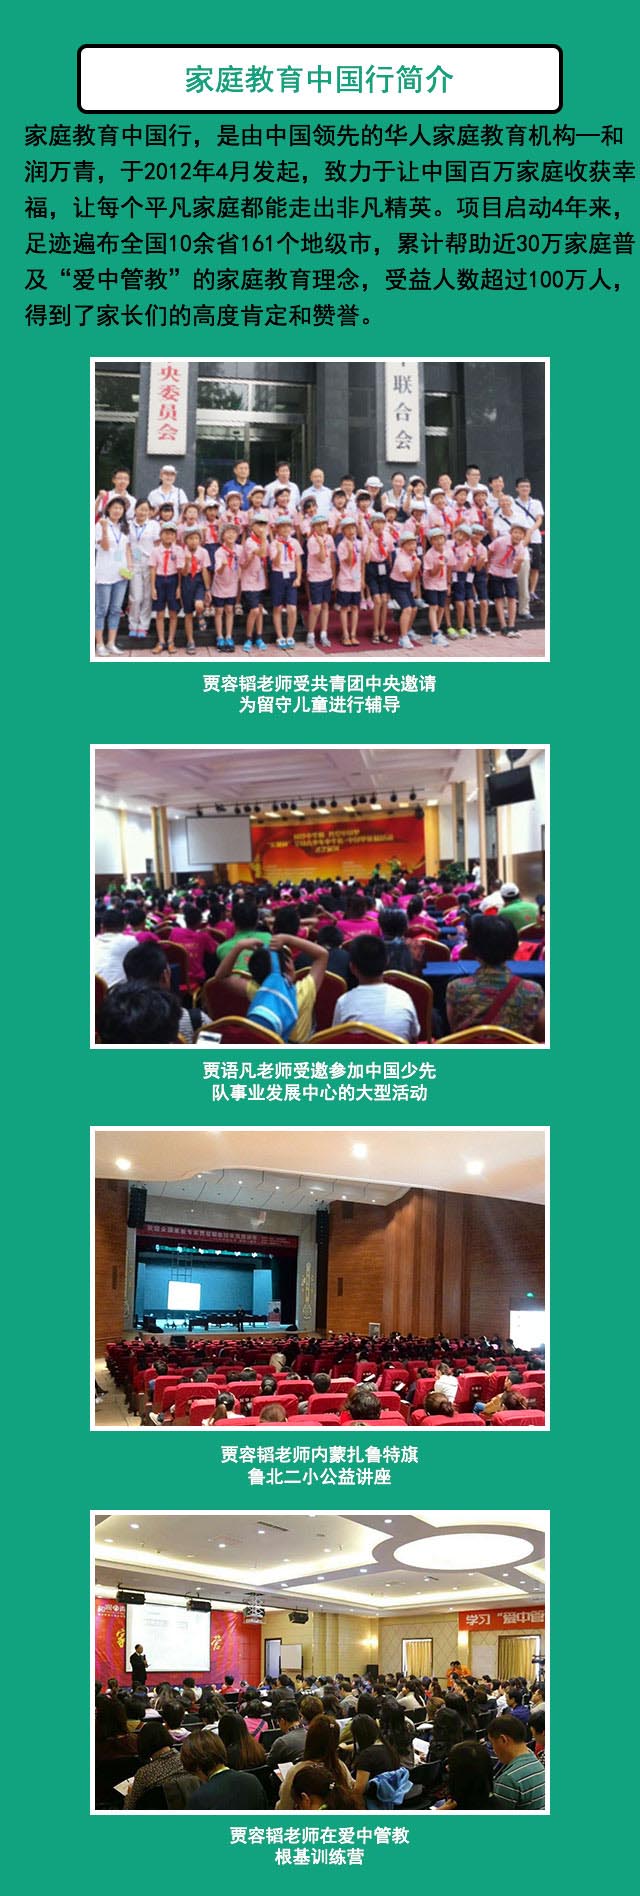 家庭教育中国行简介
家庭教育中国行，是由中国领先的华人家庭教育机构—和
润万青，于2012年4月发起，致力于让中国百万家庭收获幸
福，让每个平凡家庭都能走出非凡精英。项目启动4年来，
足迹遍布全国10余省161个地级市，累计帮助近30万家庭普
及“爱中管教”的家庭教育理念，受益人数超过100万人，
得到了家长们的高度肯定和赞誉。
央委员会
联合会
贾容韬老师受共青团中央邀请
为留守儿童进行辅导
贾语凡老师受邀参加中国少先
队事业发展中心的大型活动
贾容韬老师内蒙扎鲁特旗
鲁北二小公益讲座
学习“爱中管
贾容韬老师在爱中管教
根基训练营